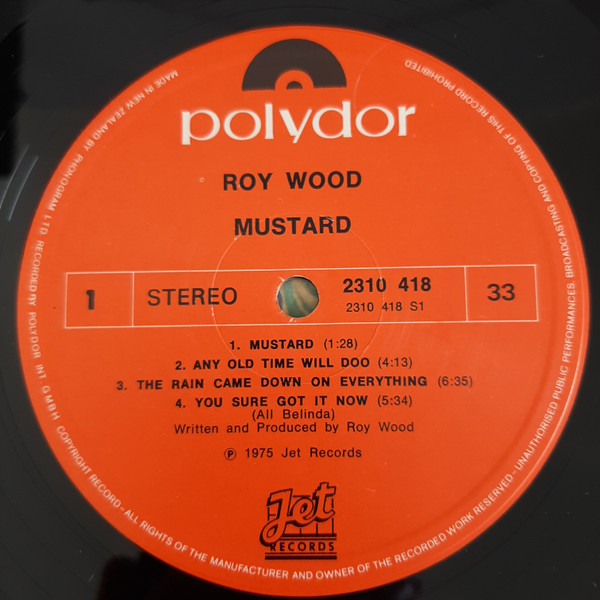 polydor
ROY WOOD
MUSTARD
1
STEREO
2310 418
2310 418 S1
33
1. MUSTARD (1:28)
2. ANY OLD TIME WILL DOO (4:13)
3. THE RAIN CAME DOWN ON EVERYTHING (6:35)
4. YOU SURE GOT IT NOW (5:34)
(All Belinda)
Written and Produced by Roy Wood
℗ 1975 Jet Records
Jet
RECORDS
MADE IN NEW ZEALAND BY PHONOGRAM LTD RECORDED BY POLYDOR INT. GMBH COPYRIGHT RECORD – ALL RIGHTS OF THE MANUFACTURER AND OWNER OF THE RECORDED WORK RESERVED – UNAUTHORISED PUBLIC PERFORMANCES. BROADCASTING AND COPYING OF THIS RECORD PROHIBITED